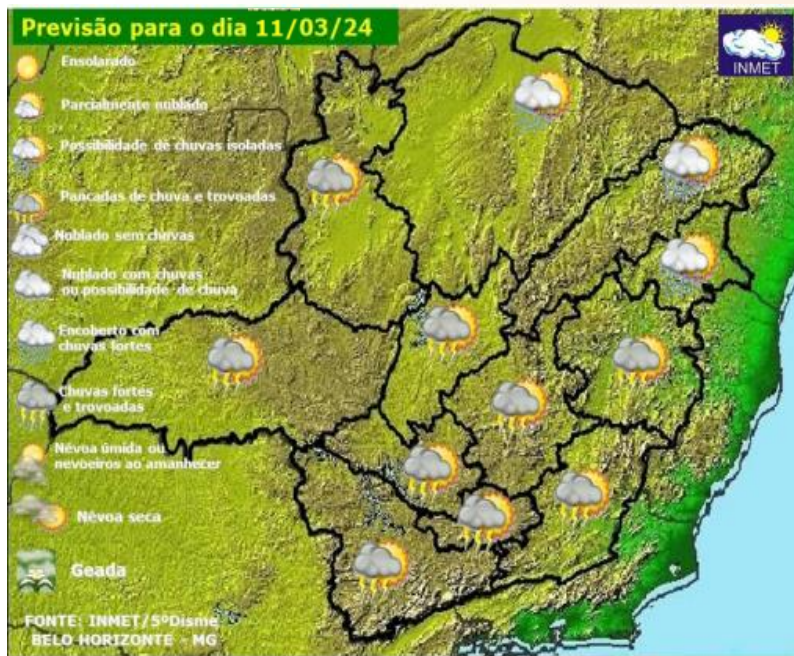 Previsão para o dia 11/03/24
INMET
Ensolarado
Parcialmente nublado
Possibilidade de chuvas isoladas
Pancadas de chuva e trovoadas
Noblado sem chuvas
Nublado com chuvas
ou possibilidade de chuva
Encoberto com
chuvas fortes
Chuvas fortes
e trovoadas
Névoa úmida ou
nevoeiros ao amanhecer
Névoa seca
Geada
FONTE: INMET/5ºDisme
BELO HORIZONTE - MG